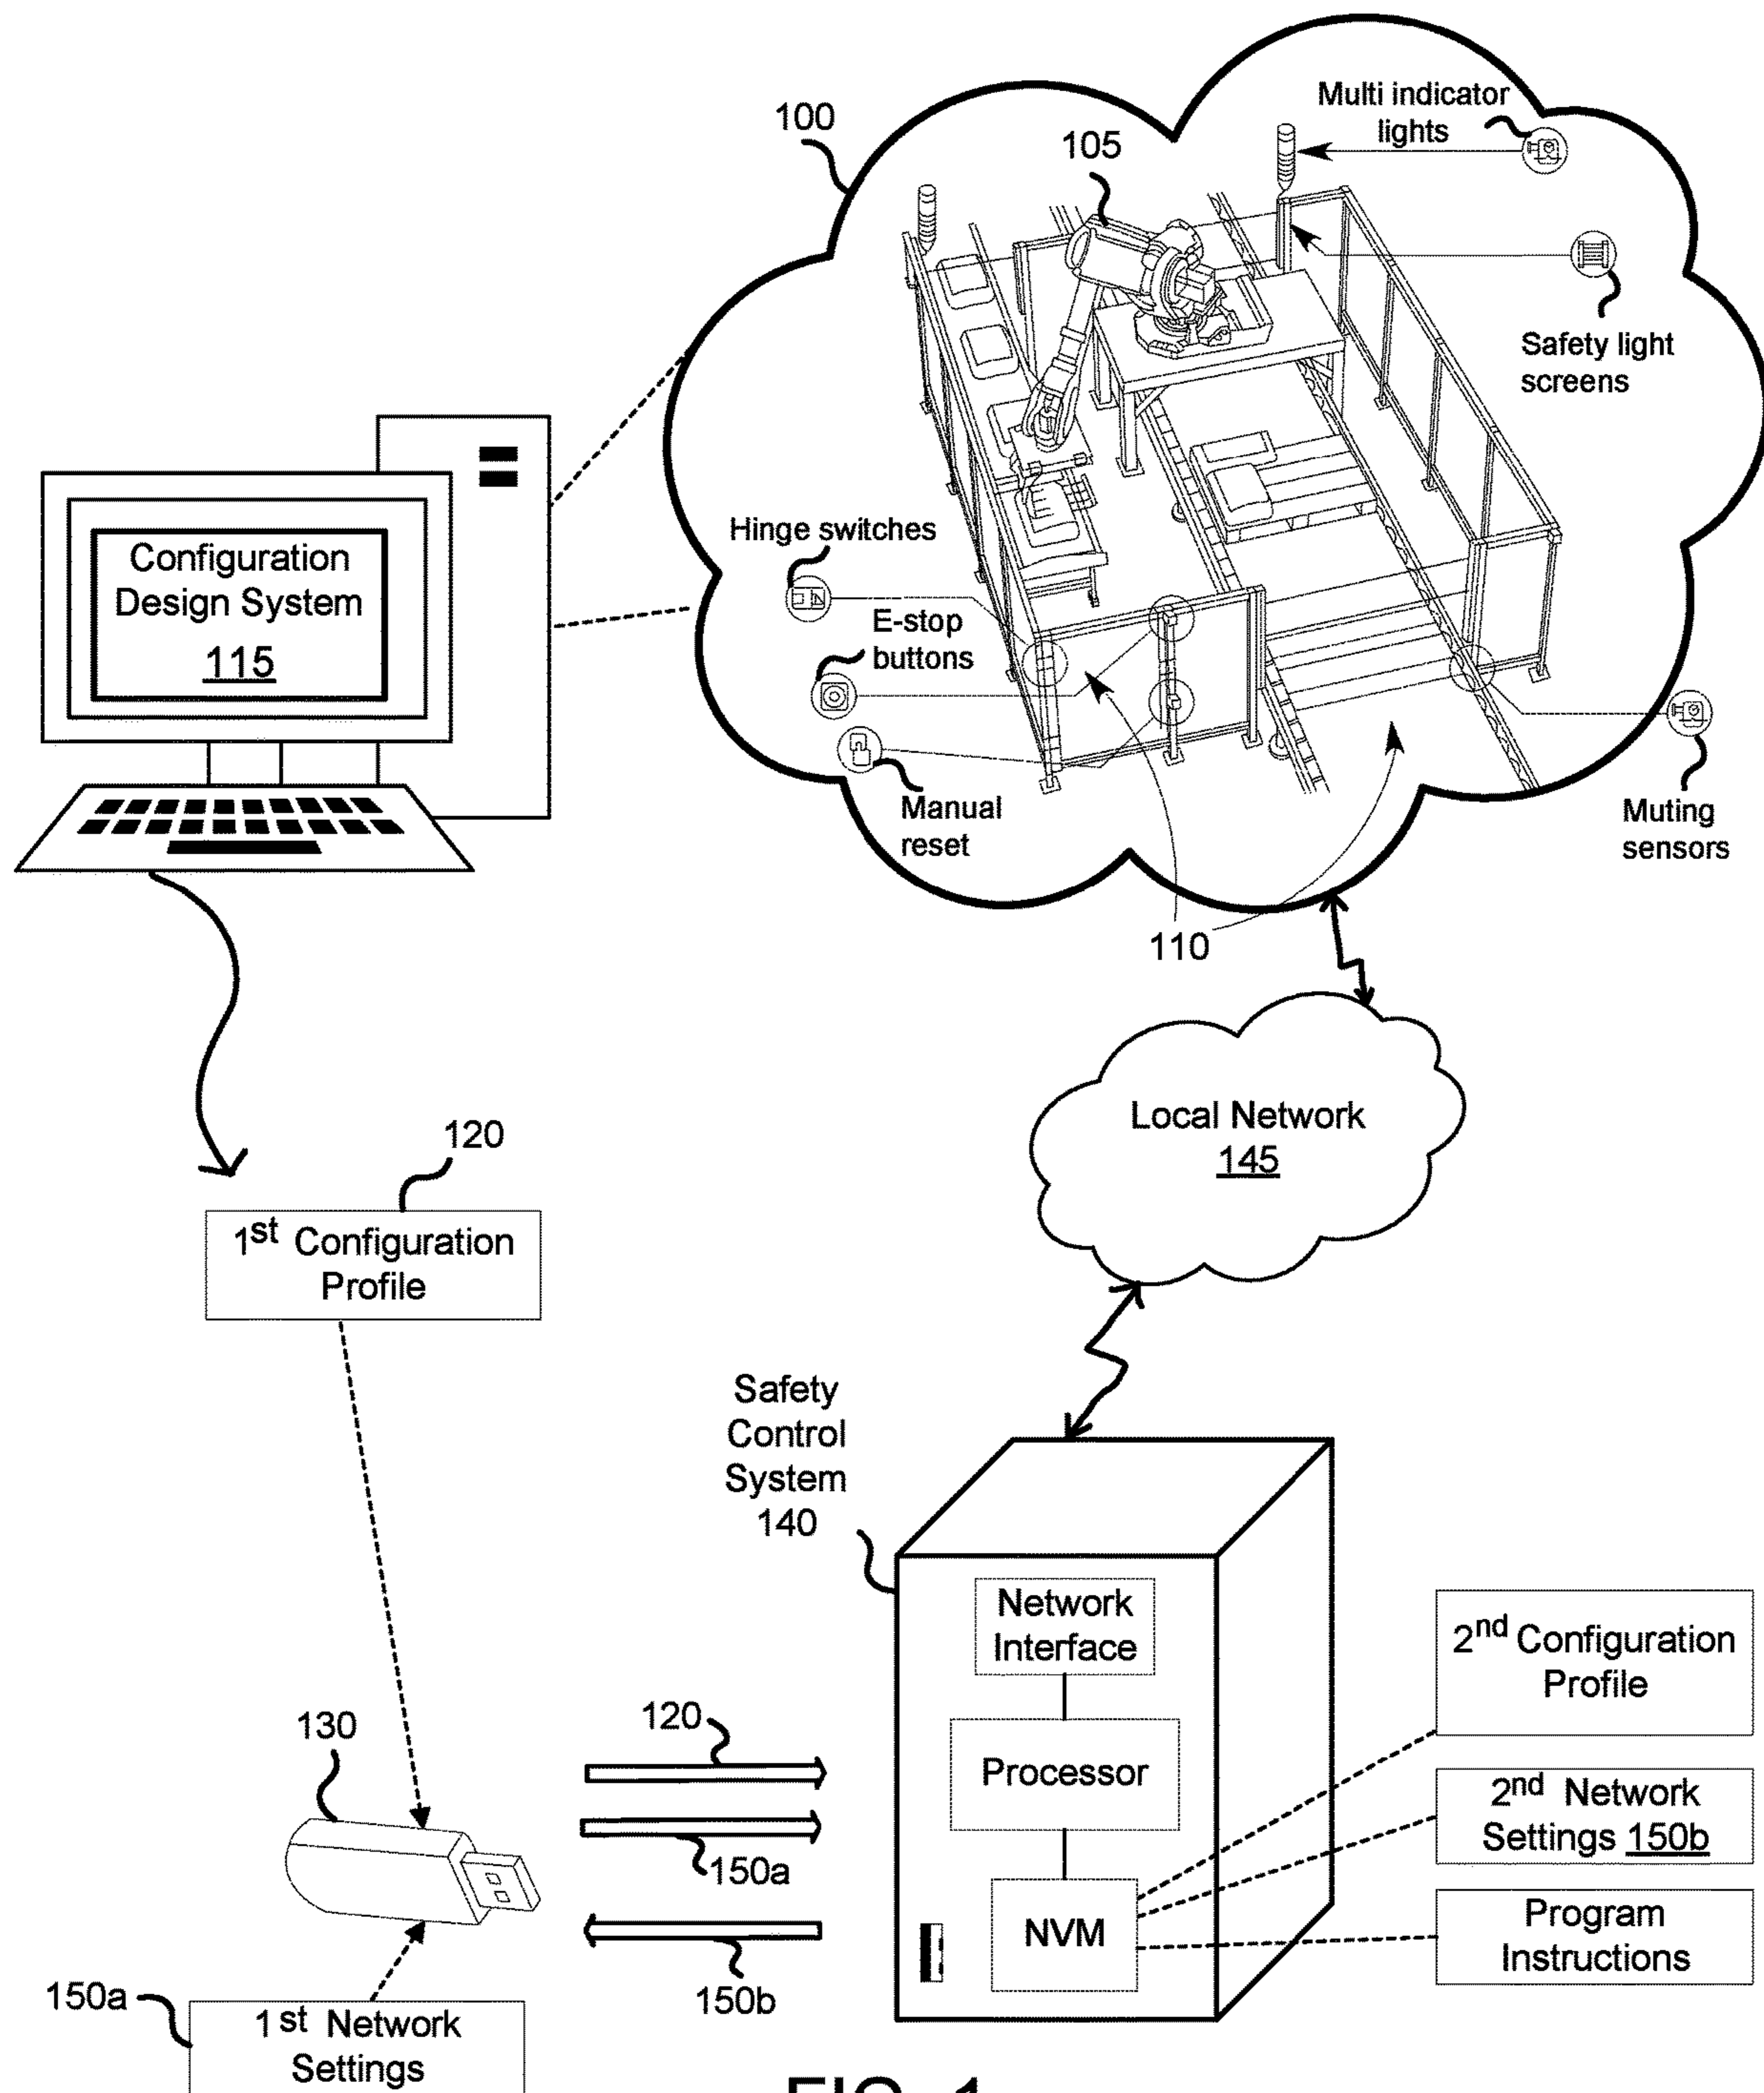 Multi indicator
lights
100
105
Safety light
screens
Configuration
Design System
115
Hinge switches
E-stop
buttons
Manual
reset
Muting
sensors
110
Local Network
145
120
1st Configuration
Profile
Safety
Control
System
140
Network
Interface
Processor
NVM
2nd Configuration
Profile
2nd Network
Settings 150b
Program
Instructions
130
120
150a
150b
150a
1st Network
Settings
FIG. 1